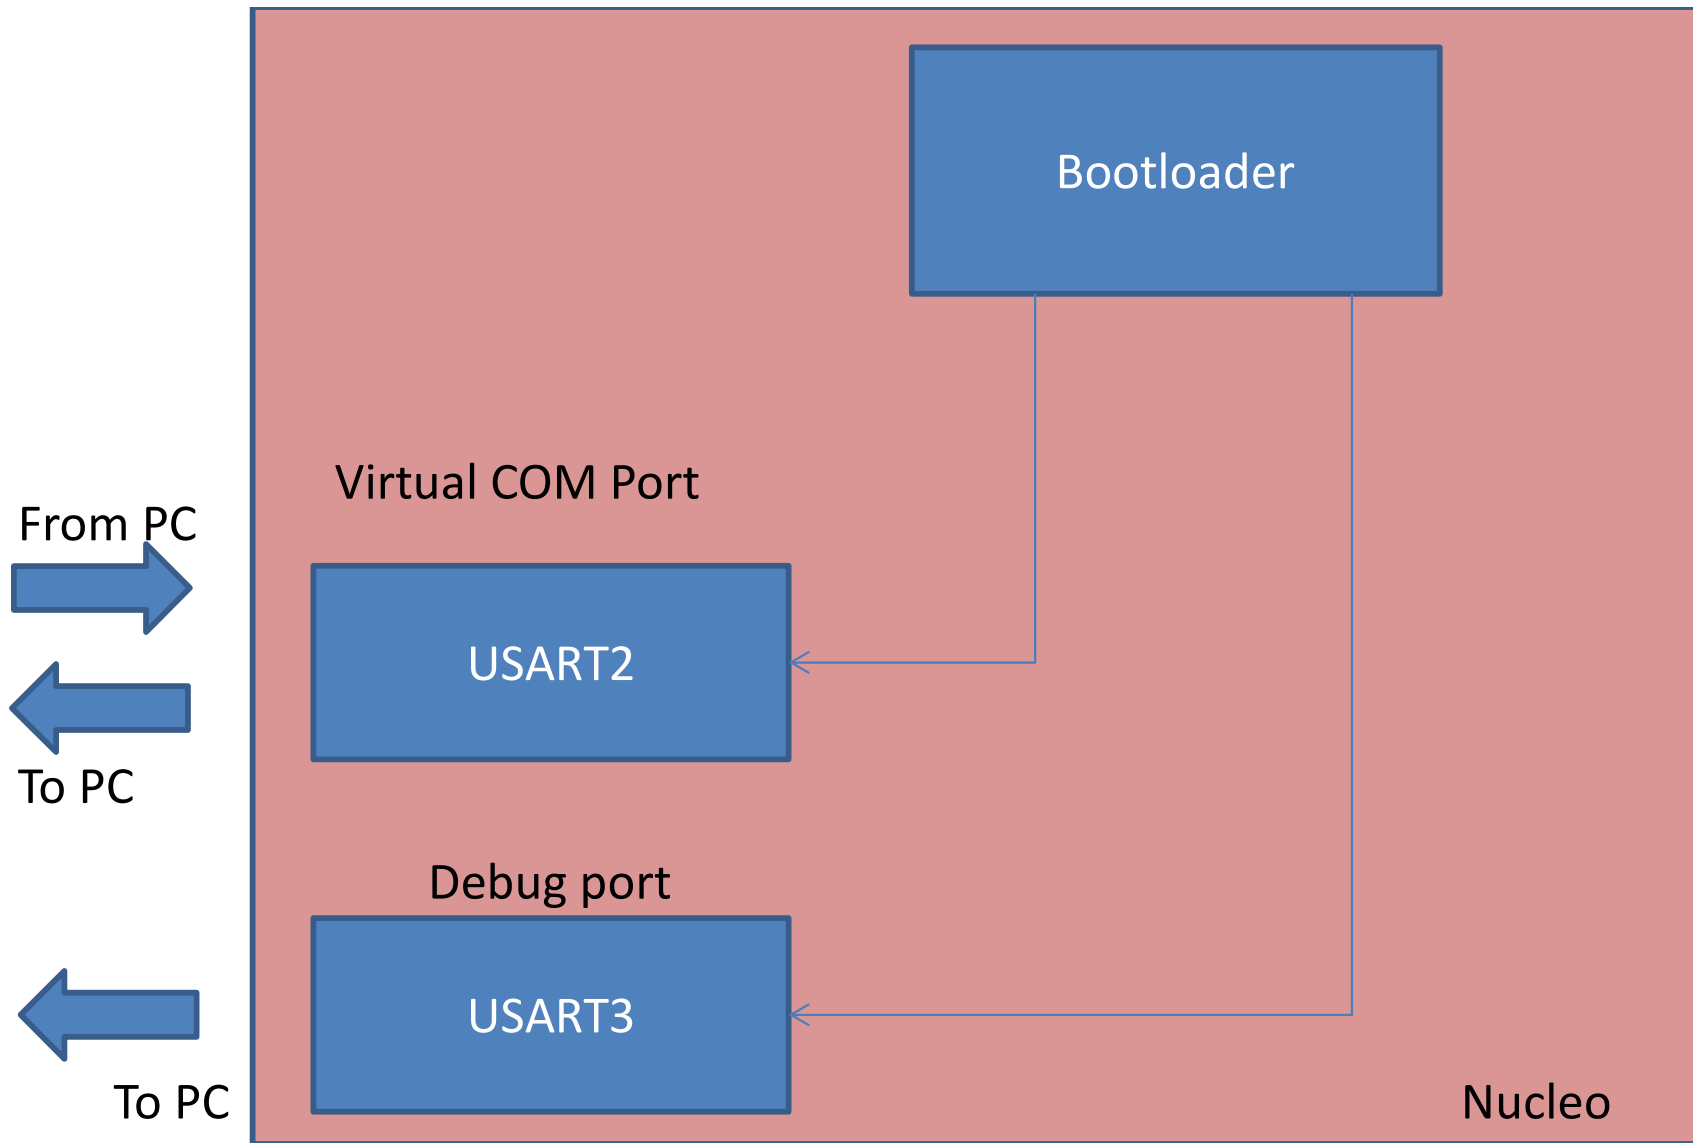 Bootloader
Virtual COM Port
From PC
USART2
To PC
Debug port
USART3
To PC
Nucleo